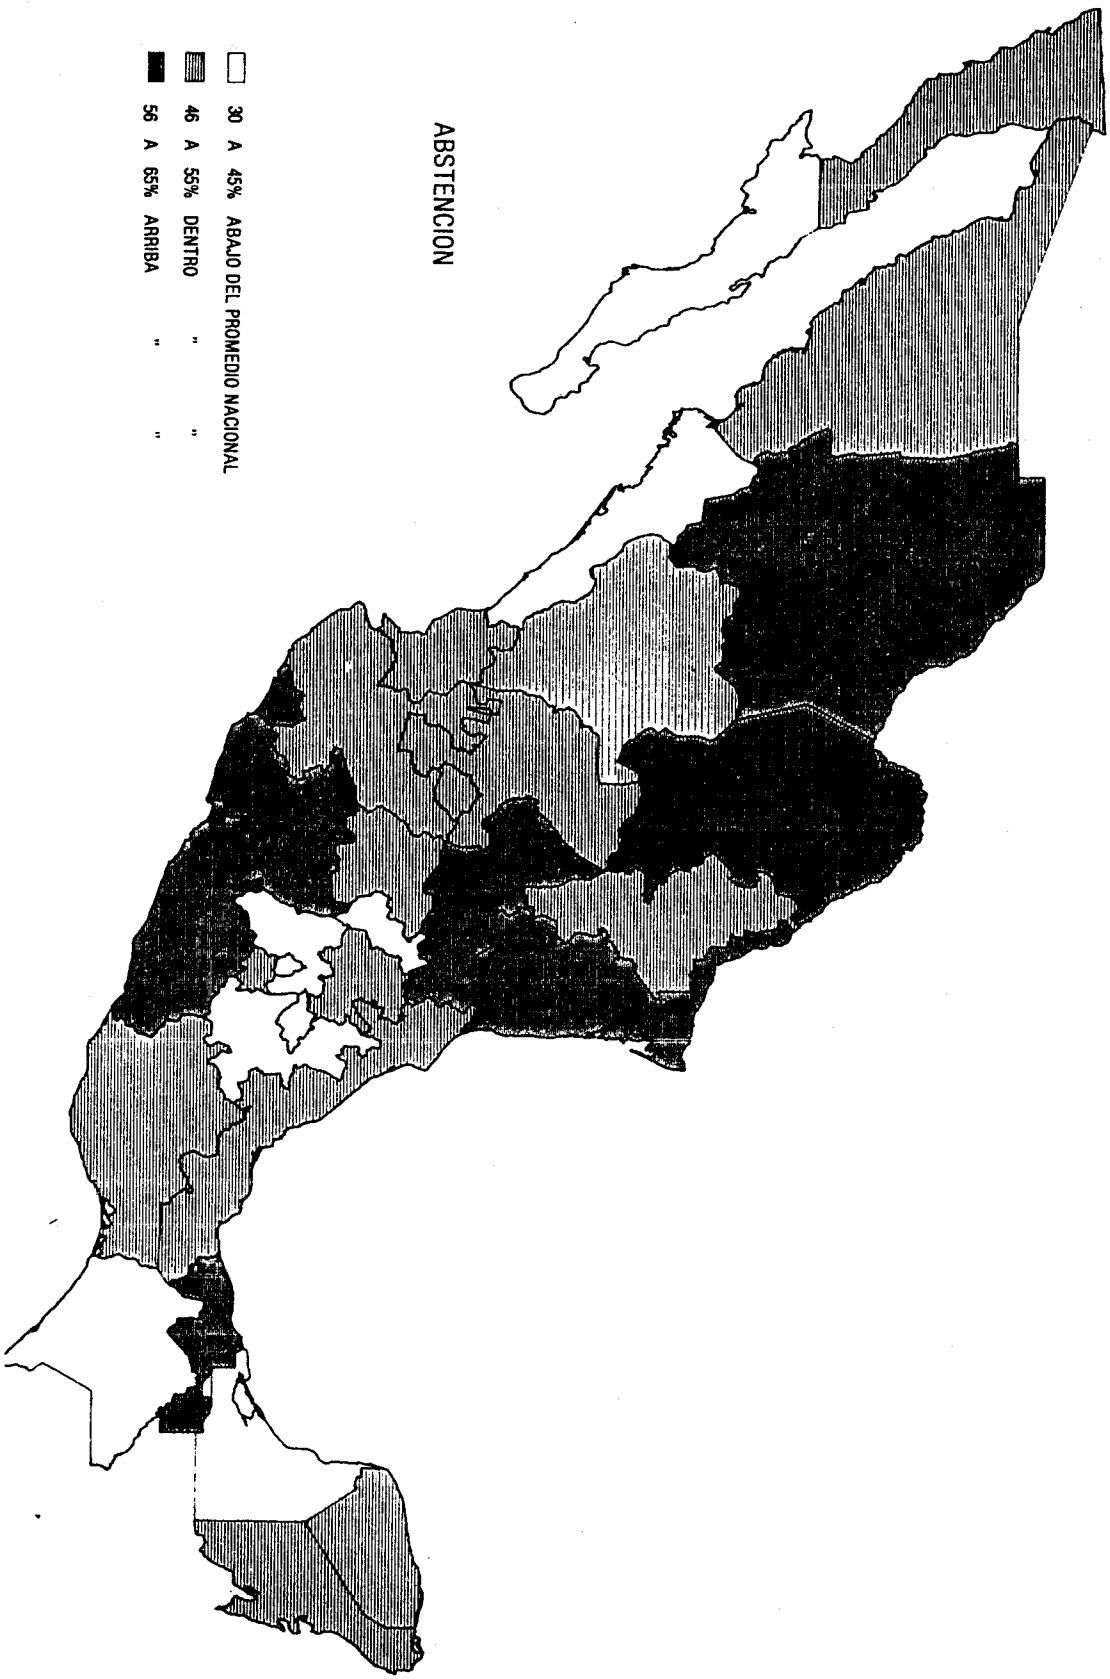 ABSTENCION
30 A 45% ABAJO DEL PROMEDIO NACIONAL
46 A 55% DENTRO " "
56 A 65% ARRIBA " "